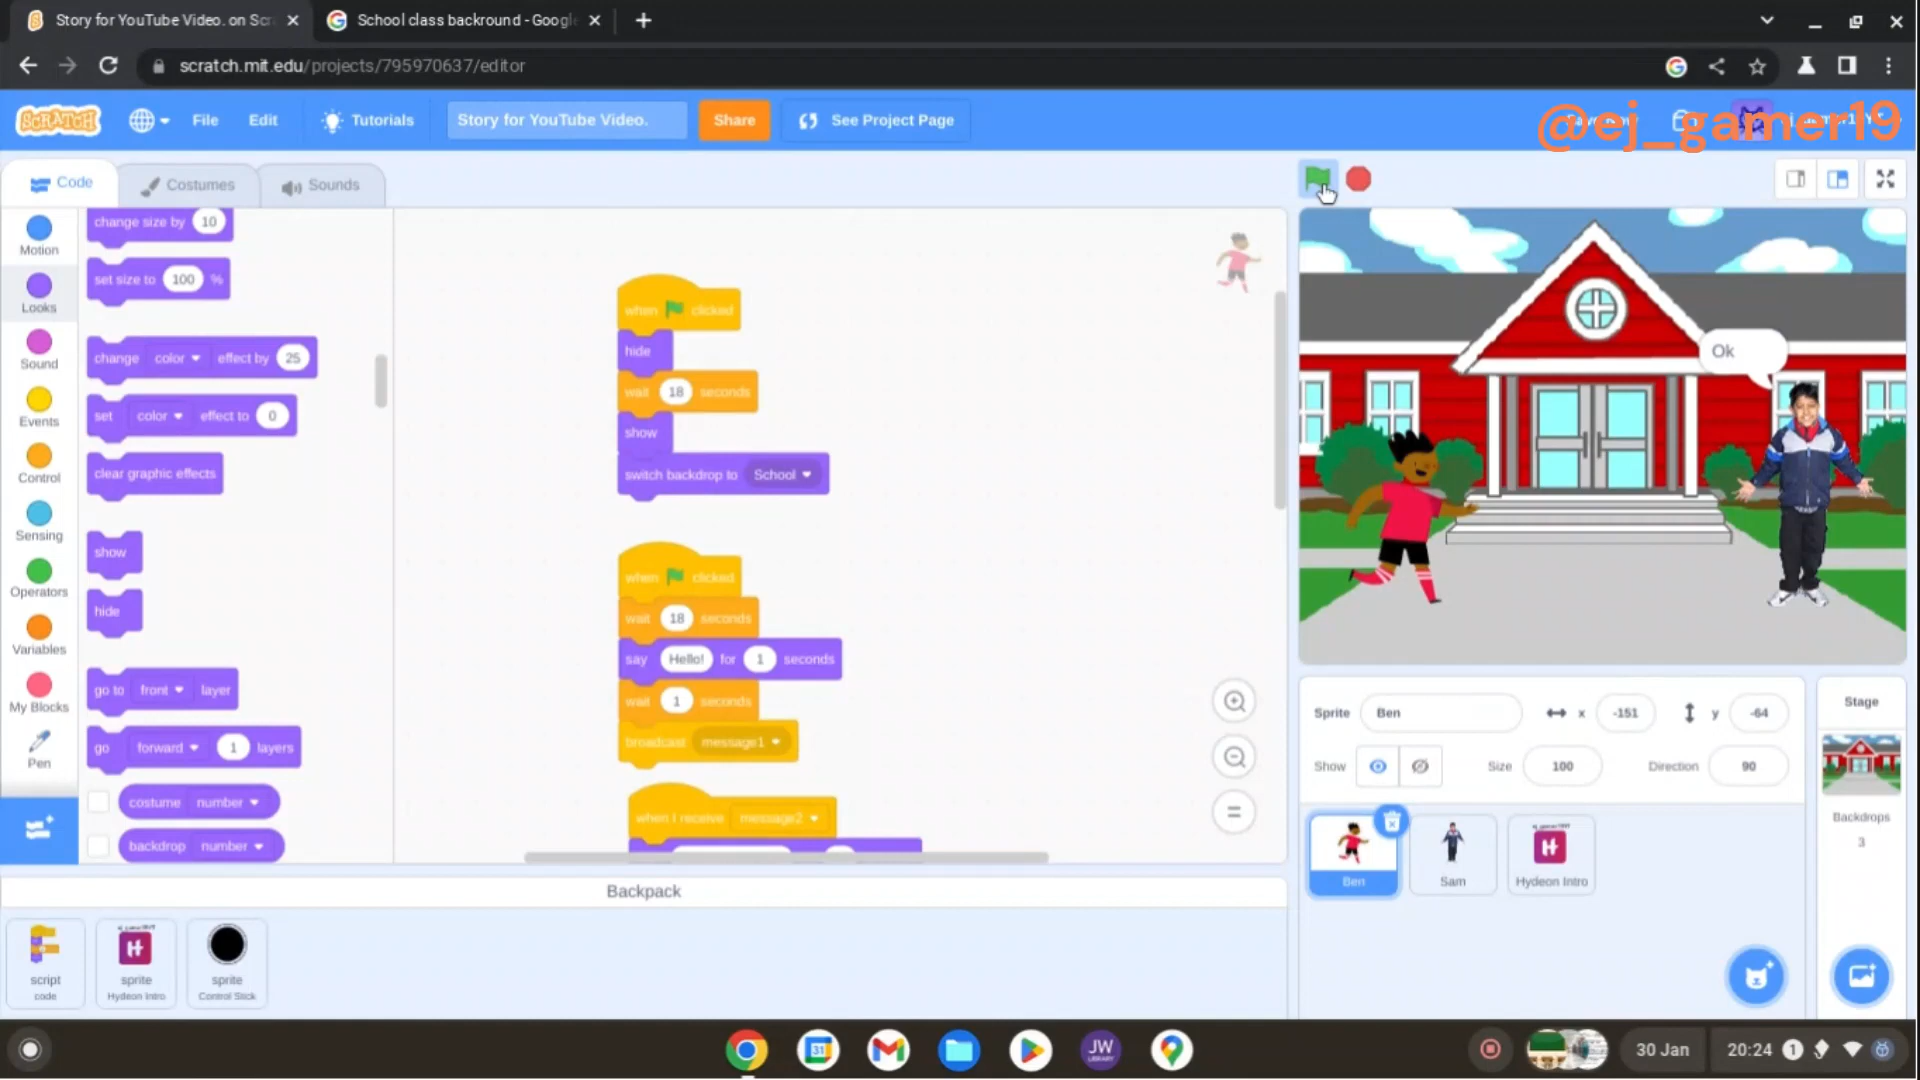 Story for YouTube Video. on Scr
School class backround - Google
scratch.mit.edu/projects/795970637/editor
SCRATCH
File
Edit
Tutorials
Story for YouTube Video.
Share
See Project Page
@ej_gamer19
Code
Costumes
Sounds
Motion
Looks
Sound
Events
Control
Sensing
Operators
Variables
My Blocks
Pen
change size by 10
set size to 100 %
change color effect by 25
set color effect to 0
clear graphic effects
show
hide
go to front layer
go forward 1 layers
costume number
backdrop number
when clicked
hide
wait 18 seconds
show
switch backdrop to School
when clicked
wait 18 seconds
say Hello! for 1 seconds
wait 1 seconds
broadcast message1
when I receive message2
Ok
Sprite Ben
x -151
y -64
Show
Size 100
Direction 90
Ben
Sam
Hydeon Intro
Stage
Backdrops
3
Backpack
script
code
sprite
Hydeon Intro
sprite
Control Stick
31
JW
LIBRARY
30 Jan
20:24
1